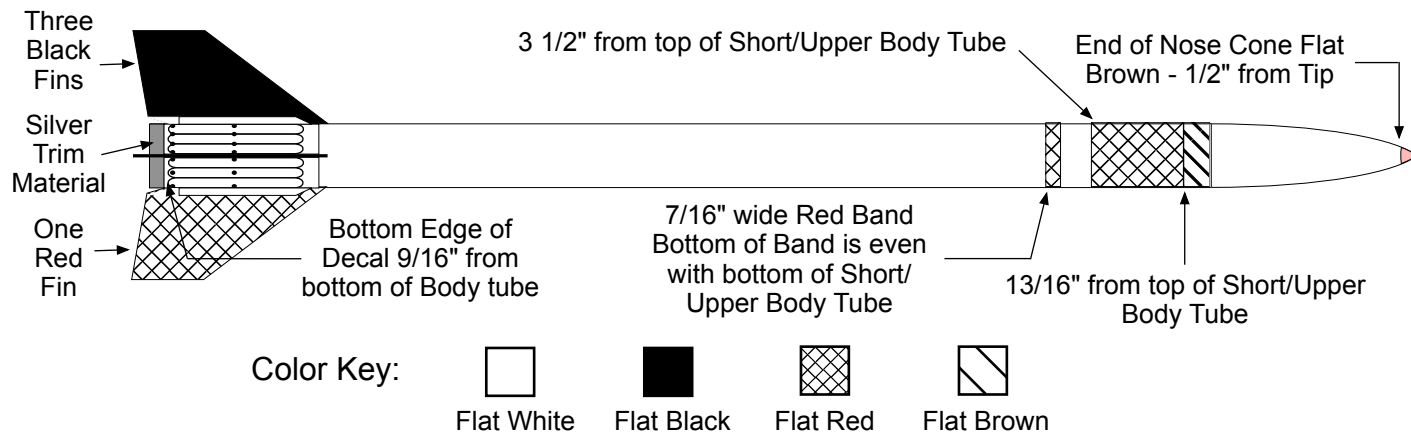 Three
Black
Fins
3 1/2" from top of Short/Upper Body Tube
End of Nose Cone Flat
Brown - 1/2" from Tip
Silver
Trim
Material
One
Red
Fin
Bottom Edge of
Decal 9/16" from
bottom of Body tube
7/16" wide Red Band
Bottom of Band is even
with bottom of Short/
Upper Body Tube
13/16" from top of Short/Upper
Body Tube
Color Key:
Flat White
Flat Black
Flat Red
Flat Brown